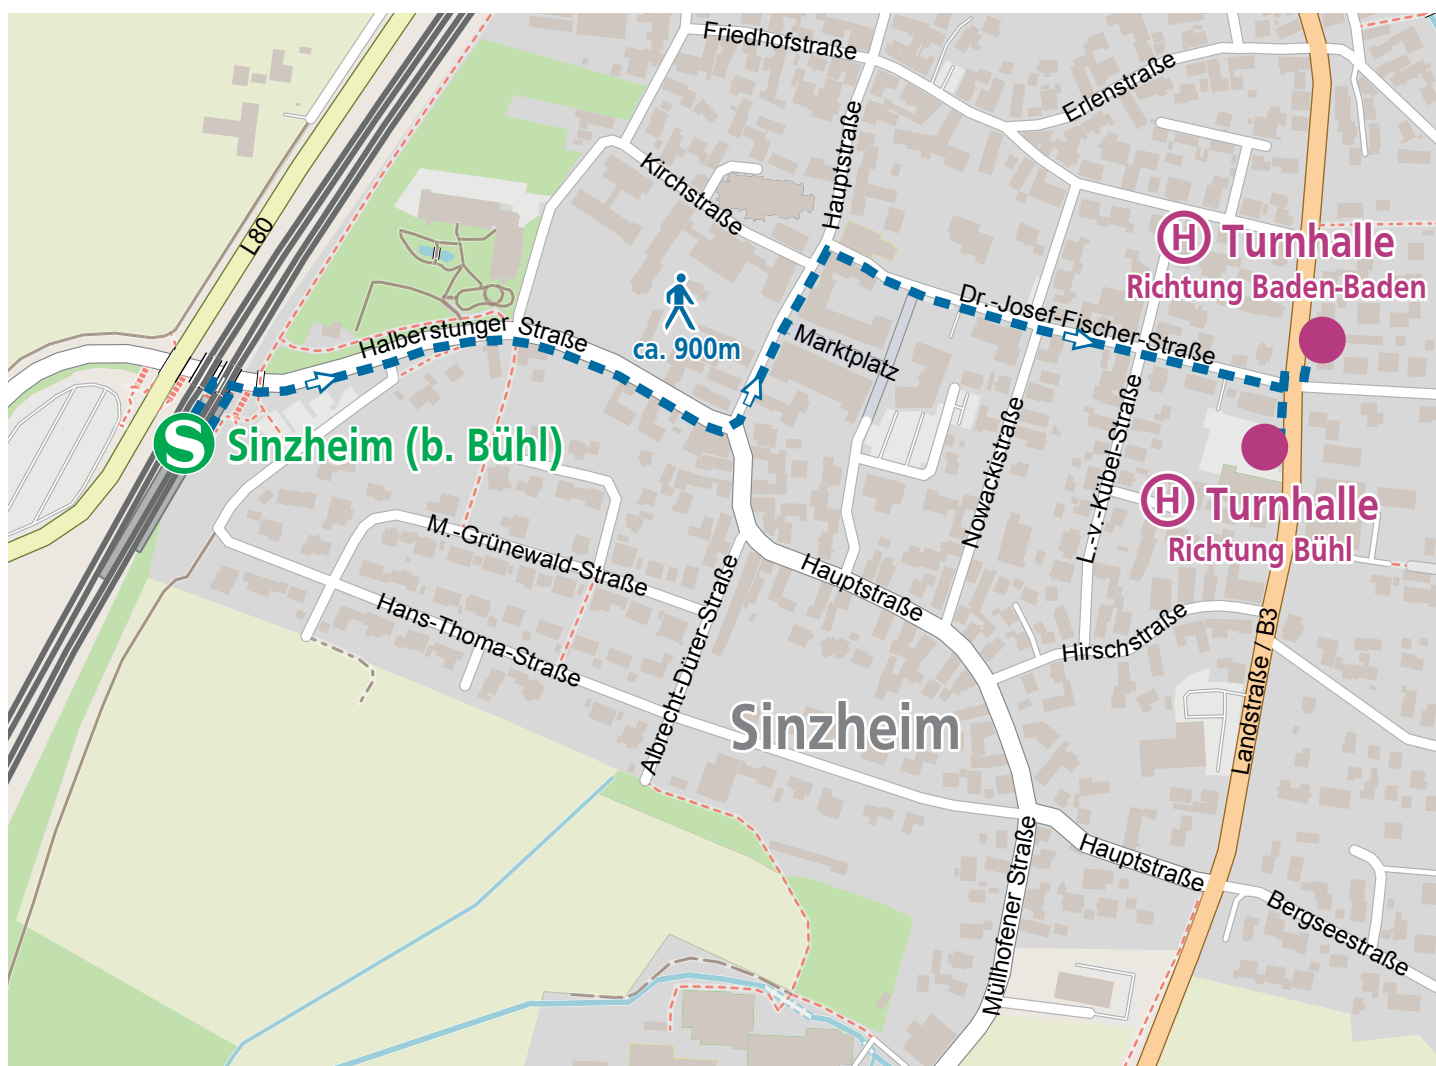 Friedhofstraße
Erlenstraße
Hauptstraße
Kirchstraße
L80
H Turnhalle
Richtung Baden-Baden
Dr.-Josef-Fischer-Straße
Halberstunger Straße
ca. 900m
Marktplatz
S Sinzheim (b. Bühl)
Nowackistraße
L.-v.-Kübel-Straße
H Turnhalle
Richtung Bühl
M.-Grünewald-Straße
Hauptstraße
Hans-Thoma-Straße
Albrecht-Dürer-Straße
Hirschstraße
Landstraße / B3
Sinzheim
Hauptstraße
Müllhofener Straße
Bergseestraße